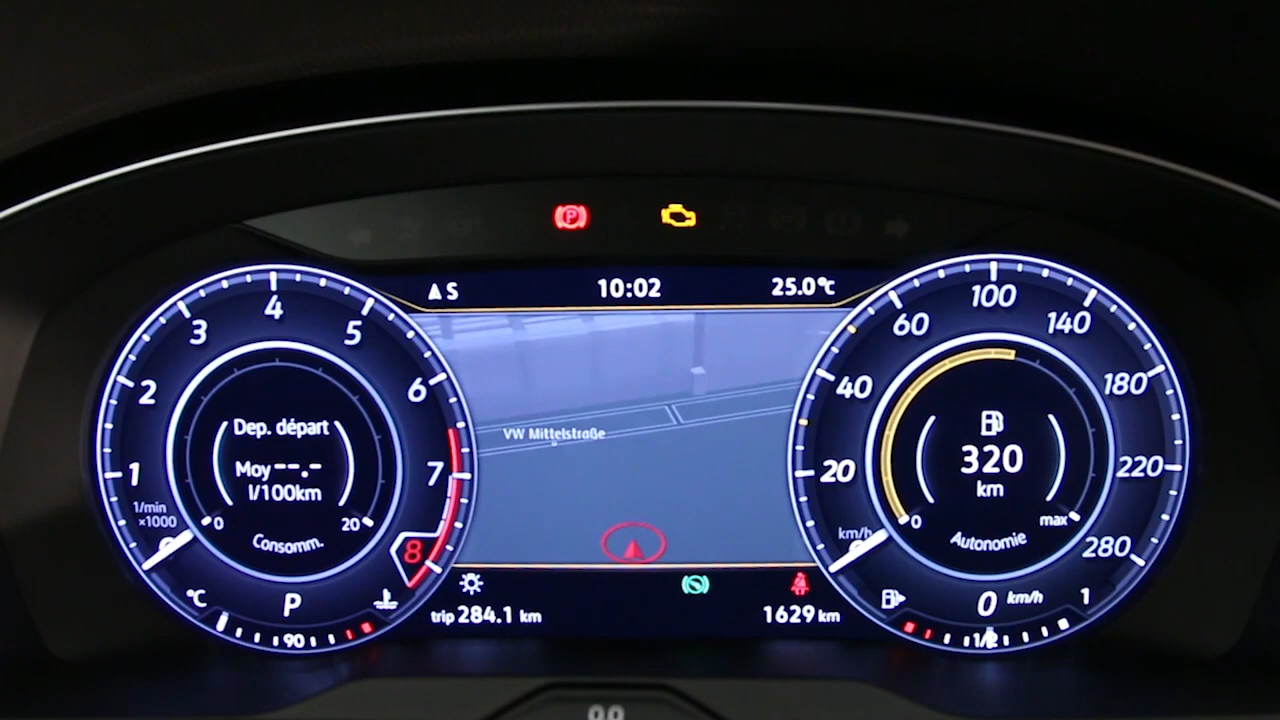 P
S
10:02
25.0°C
1
2
3
4
5
6
7
8
1/min
×1000
Dep. départ
Moy --.-
l/100km
0
20
Consomm.
°C
P
90
VW Mittelstraße
trip 284.1 km
1629 km
20
40
60
100
140
180
220
280
km/h
320
km
0
max
Autonomie
0 km/h
1/2
1
0.0